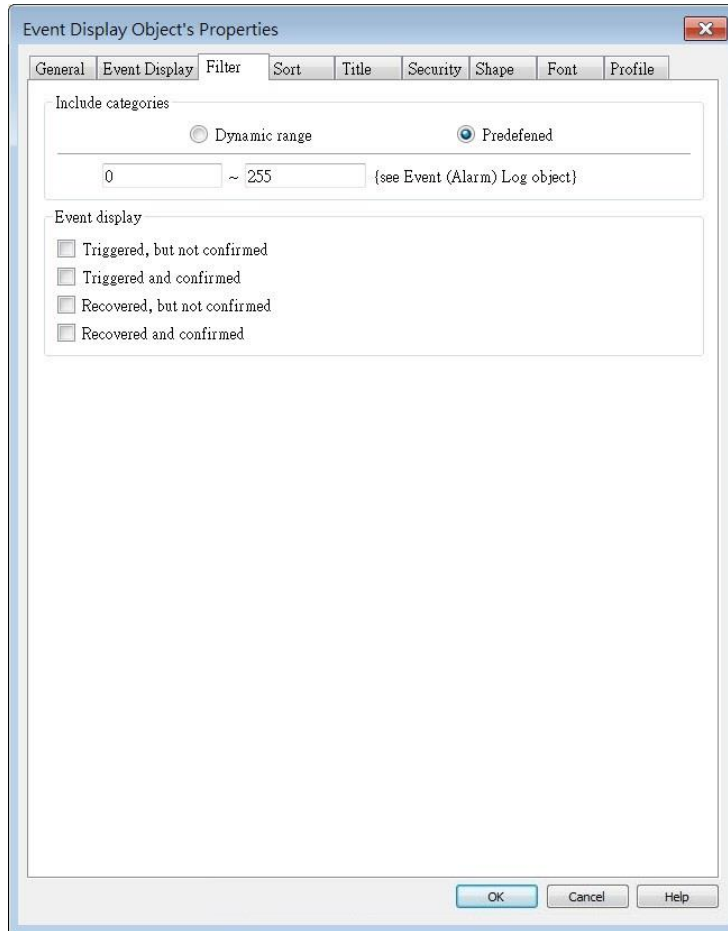 Event Display Object's Properties
General Event Display Filter Sort Title Security Shape Font Profile
Include categories
Dynamic range Predefened
0 ~ 255 {see Event (Alarm) Log object}
Event display
Triggered, but not confirmed
Triggered and confirmed
Recovered, but not confirmed
Recovered and confirmed
OK Cancel Help